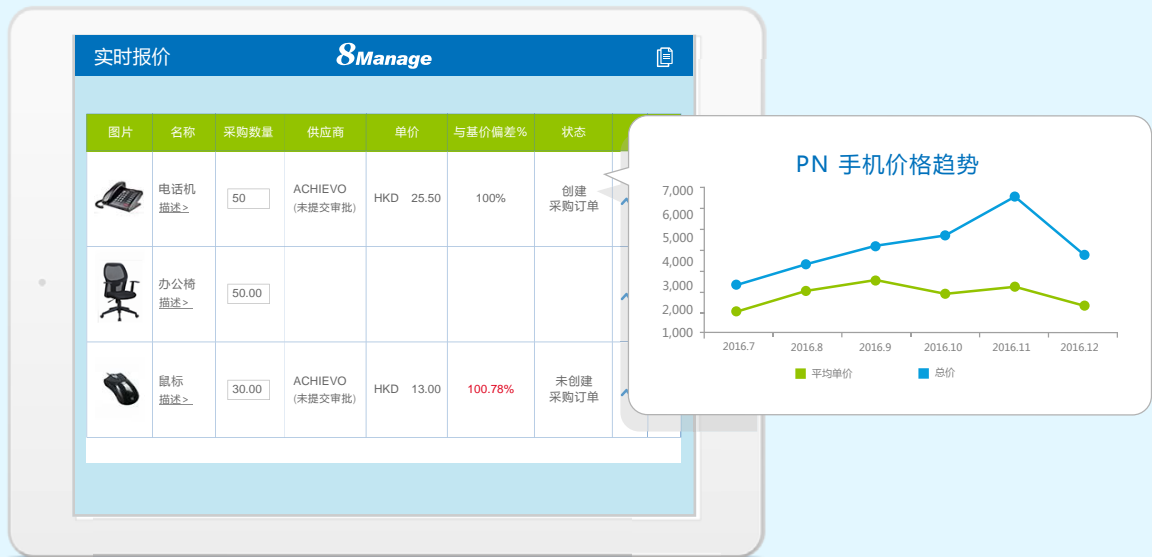 实时报价
8Manage
图片 名称 采购数量 供应商 单价 与基价偏差% 状态
电话机
描述>
50
ACHIEVO
(未提交审批)
HKD 25.50
100%
创建
采购订单
办公椅
描述>
50.00
鼠标
描述>
30.00
ACHIEVO
(未提交审批)
HKD 13.00
100.78%
未创建
采购订单
PN 手机价格趋势
7,000
6,000
5,000
4,000
3,000
2,000
1,000
2016.7 2016.8 2016.9 2016.10 2016.11 2016.12
平均单价 总价